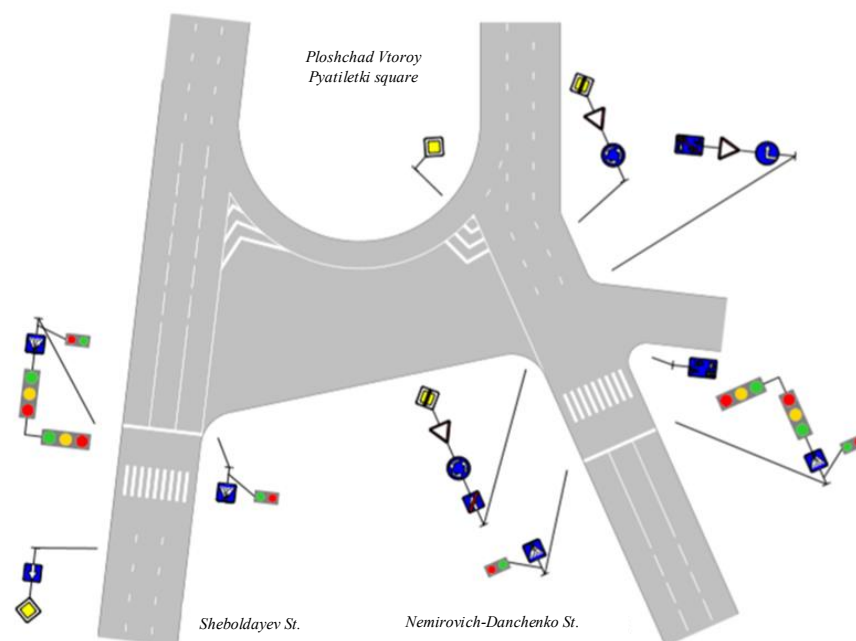 Ploshchad Vtoroy
Pyatiletki square
Sheboldayev St.
Nemirovich-Danchenko St.